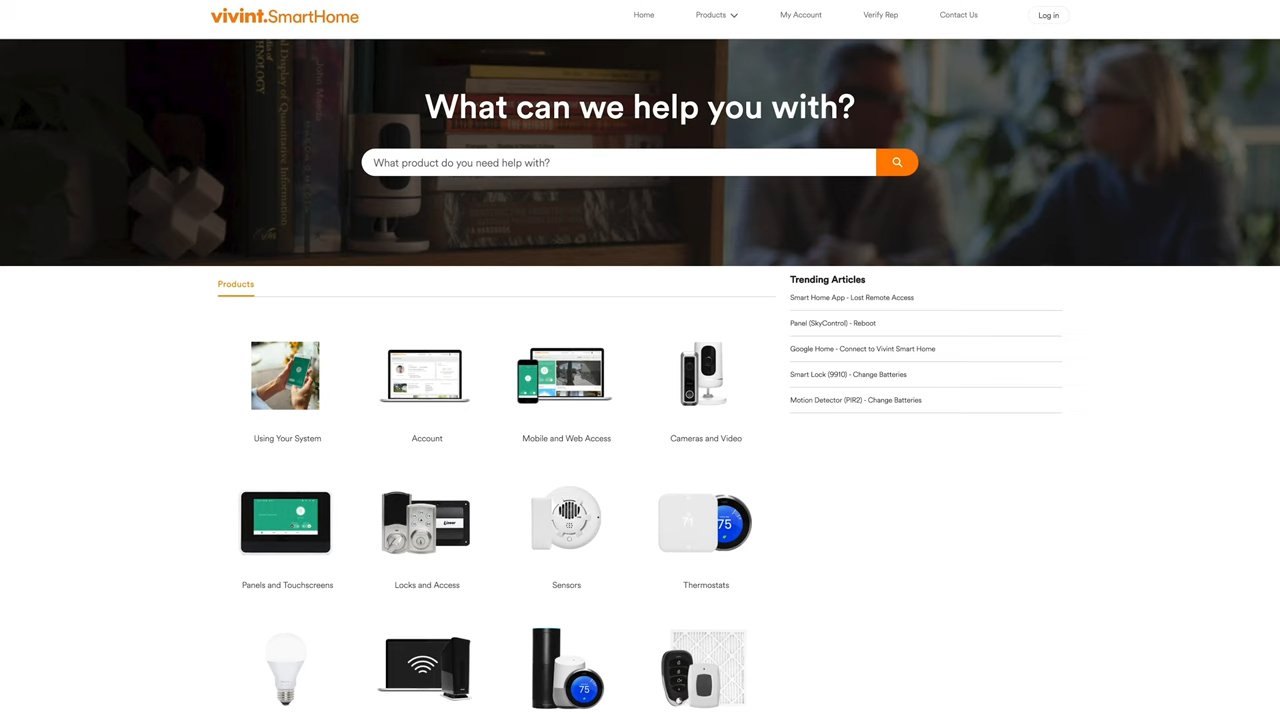 vivint.SmartHome
Home
Products
My Account
Verify Rep
Contact Us
Log in
What can we help you with?
What product do you need help with?
Products
Trending Articles
Smart Home App - Lost Remote Access
Panel (SkyControl) - Reboot
Google Home - Connect to Vivint Smart Home
Smart Lock (9910) - Change Batteries
Motion Detector (PIR2) - Change Batteries
Using Your System
Account
Mobile and Web Access
Cameras and Video
Linear
75
Panels and Touchscreens
Locks and Access
Sensors
Thermostats
75